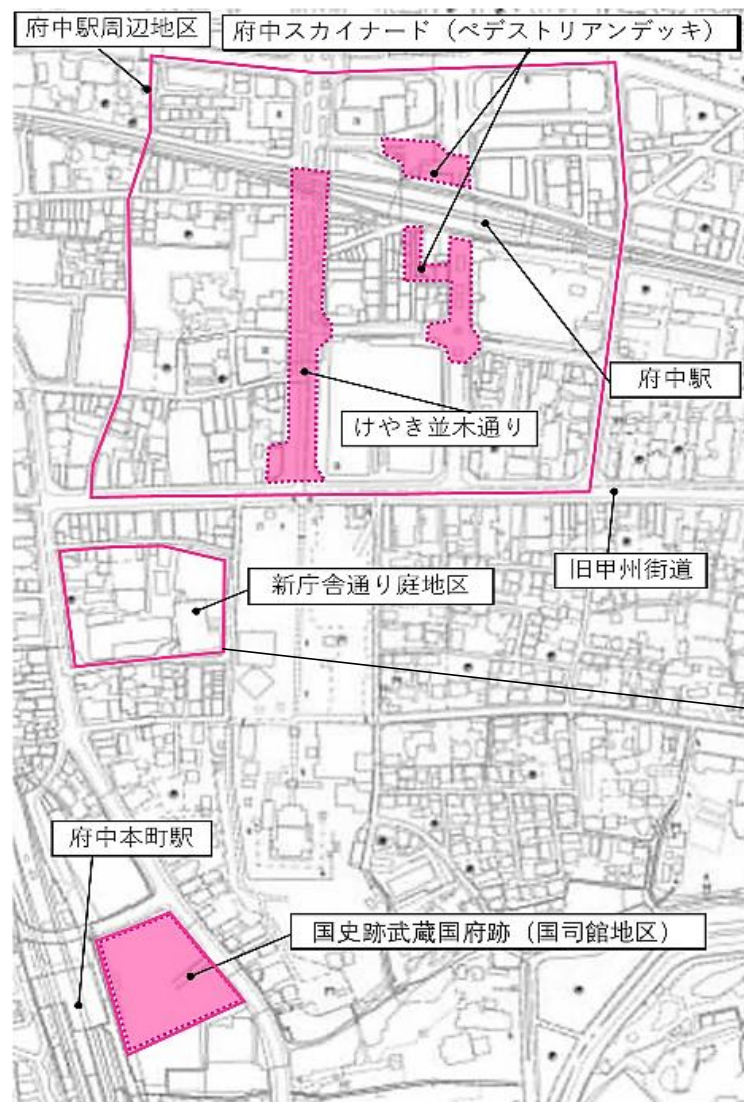 府中駅周辺地区
府中スカイナード（ペデストリアンデッキ）
府中駅
けやき並木通り
旧甲州街道
新庁舎通り庭地区
府中本町駅
国史跡武蔵国府跡（国司館地区）